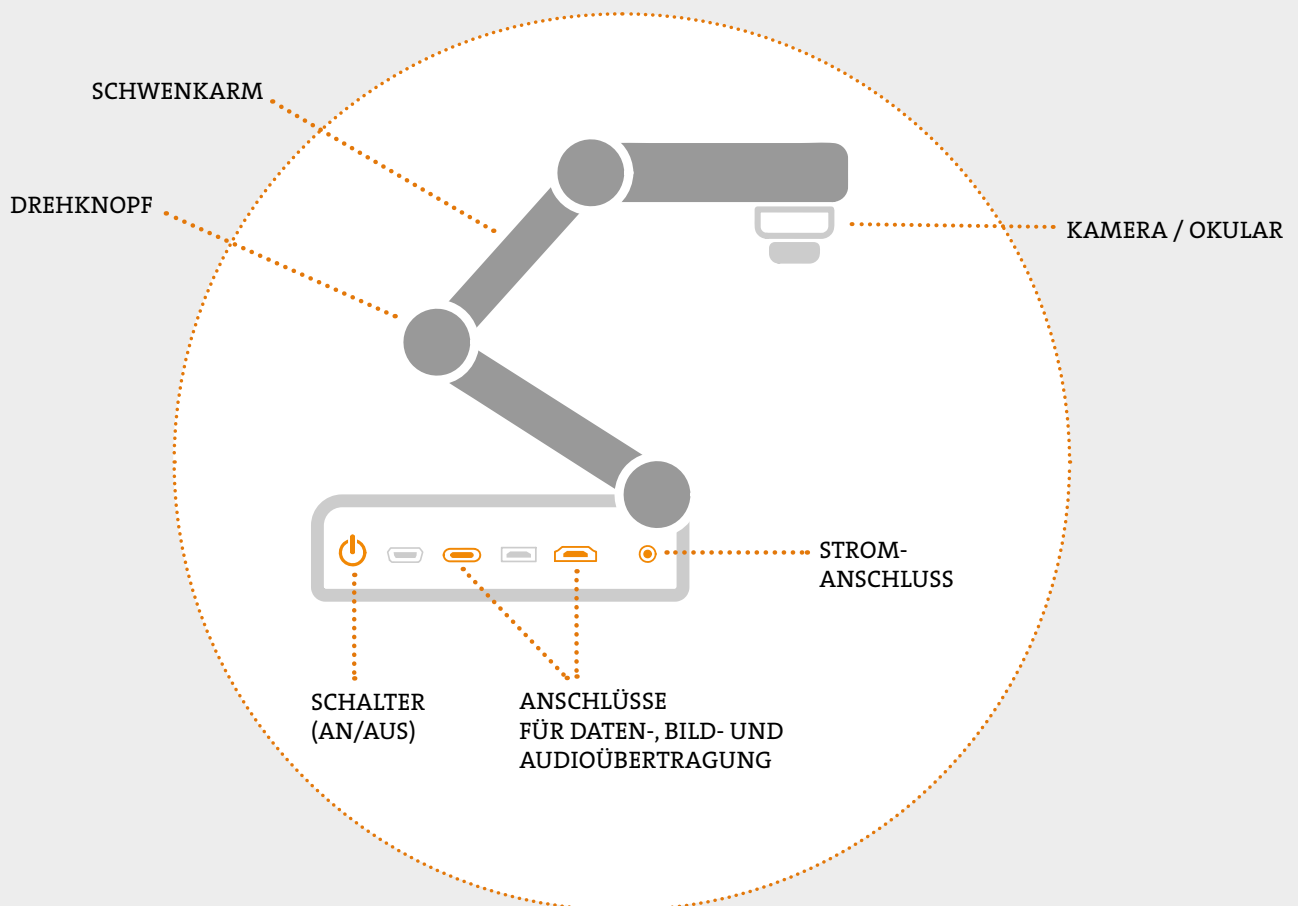 SCHWENKARM
DREHKNOPF
KAMERA / OKULAR
STROM-
ANSCHLUSS
SCHALTER
(AN/AUS)
ANSCHLÜSSE
FÜR DATEN-, BILD- UND
AUDIOÜBERTRAGUNG